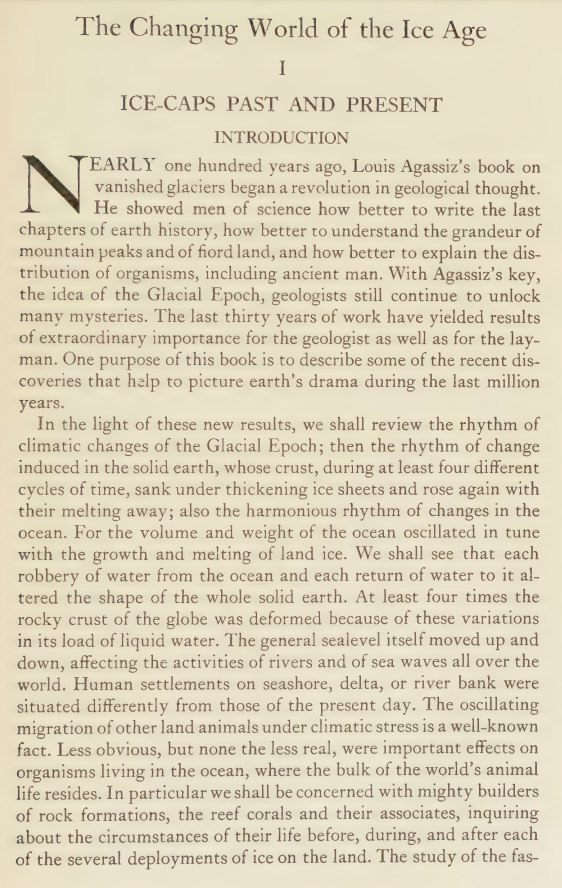 The Changing World of the Ice Age
I
ICE-CAPS PAST AND PRESENT
INTRODUCTION
NEARLY one hundred years ago, Louis Agassiz's book on
vanished glaciers began a revolution in geological thought.
He showed men of science how better to write the last
chapters of earth history, how better to understand the grandeur of
mountain peaks and of fiord land, and how better to explain the dis-
tribution of organisms, including ancient man. With Agassiz's key,
the idea of the Glacial Epoch, geologists still continue to unlock
many mysteries. The last thirty years of work have yielded results
of extraordinary importance for the geologist as well as for the lay-
man. One purpose of this book is to describe some of the recent dis-
coveries that help to picture earth's drama during the last million
years.
In the light of these new results, we shall review the rhythm of
climatic changes of the Glacial Epoch; then the rhythm of change
induced in the solid earth, whose crust, during at least four different
cycles of time, sank under thickening ice sheets and rose again with
their melting away; also the harmonious rhythm of changes in the
ocean. For the volume and weight of the ocean oscillated in tune
with the growth and melting of land ice. We shall see that each
robbery of water from the ocean and each return of water to it al-
tered the shape of the whole solid earth. At least four times the
rocky crust of the globe was deformed because of these variations
in its load of liquid water. The general sealevel itself moved up and
down, affecting the activities of rivers and of sea waves all over the
world. Human settlements on seashore, delta, or river bank were
situated differently from those of the present day. The oscillating
migration of other land animals under climatic stress is a well-known
fact. Less obvious, but none the less real, were important effects on
organisms living in the ocean, where the bulk of the world's animal
life resides. In particular we shall be concerned with mighty builders
of rock formations, the reef corals and their associates, inquiring
about the circumstances of their life before, during, and after each
of the several deployments of ice on the land. The study of the fas-